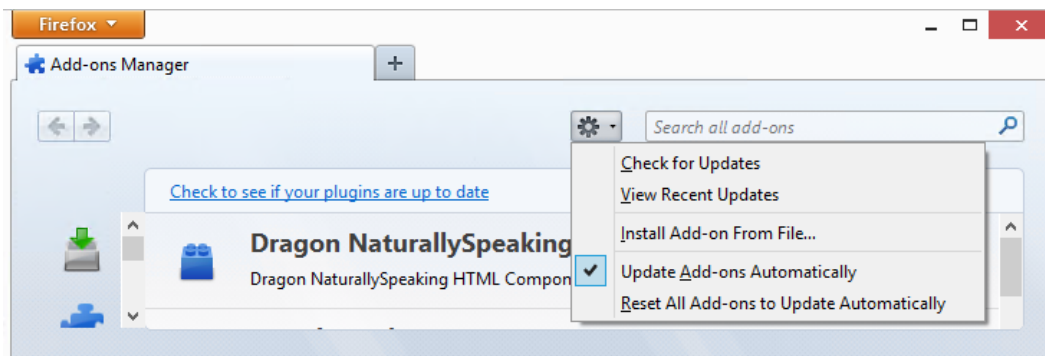 Firefox
Add-ons Manager
Search all add-ons
Check for Updates
View Recent Updates
Install Add-on From File...
Update Add-ons Automatically
Reset All Add-ons to Update Automatically
Check to see if your plugins are up to date
Dragon NaturallySpeaking
Dragon NaturallySpeaking HTML Compon